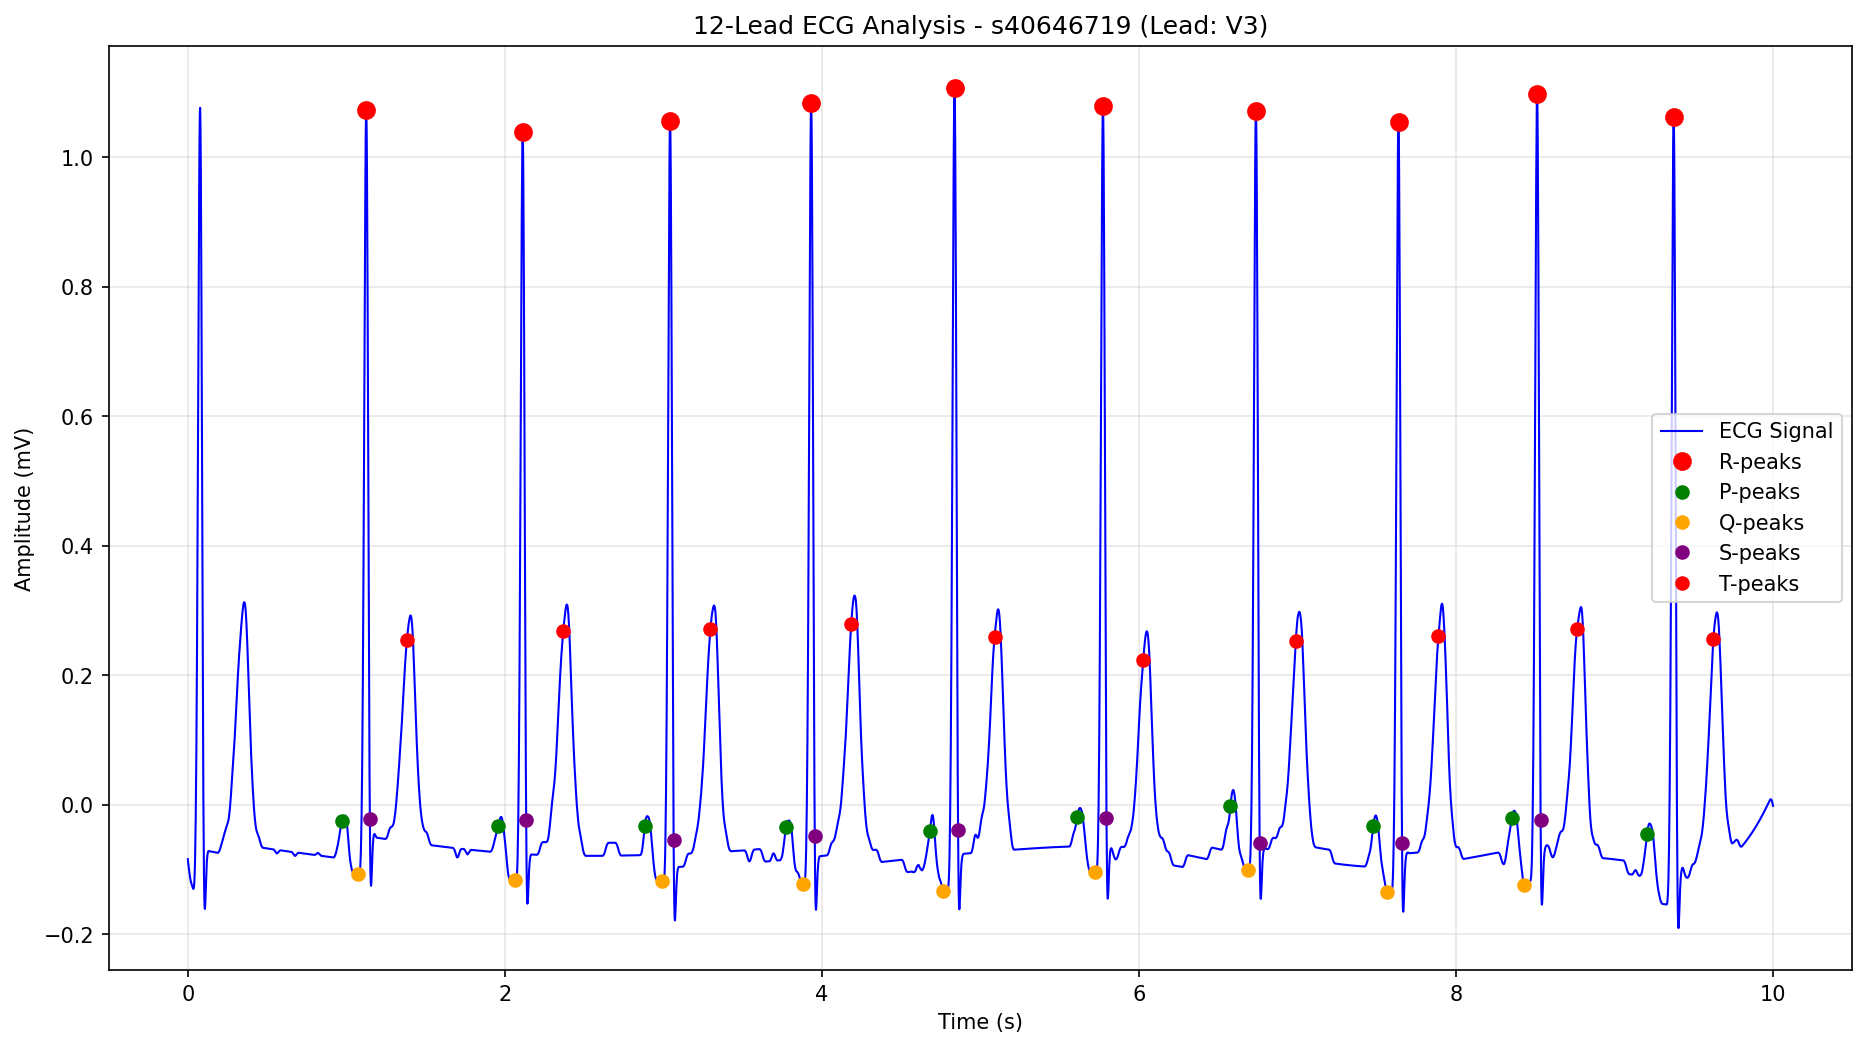 12-Lead ECG Analysis - s40646719 (Lead: V3)
Amplitude (mV)
1.0
0.8
0.6
0.4
0.2
0.0
−0.2
ECG Signal
R-peaks
P-peaks
Q-peaks
S-peaks
T-peaks
0 2 4 6 8 10
Time (s)